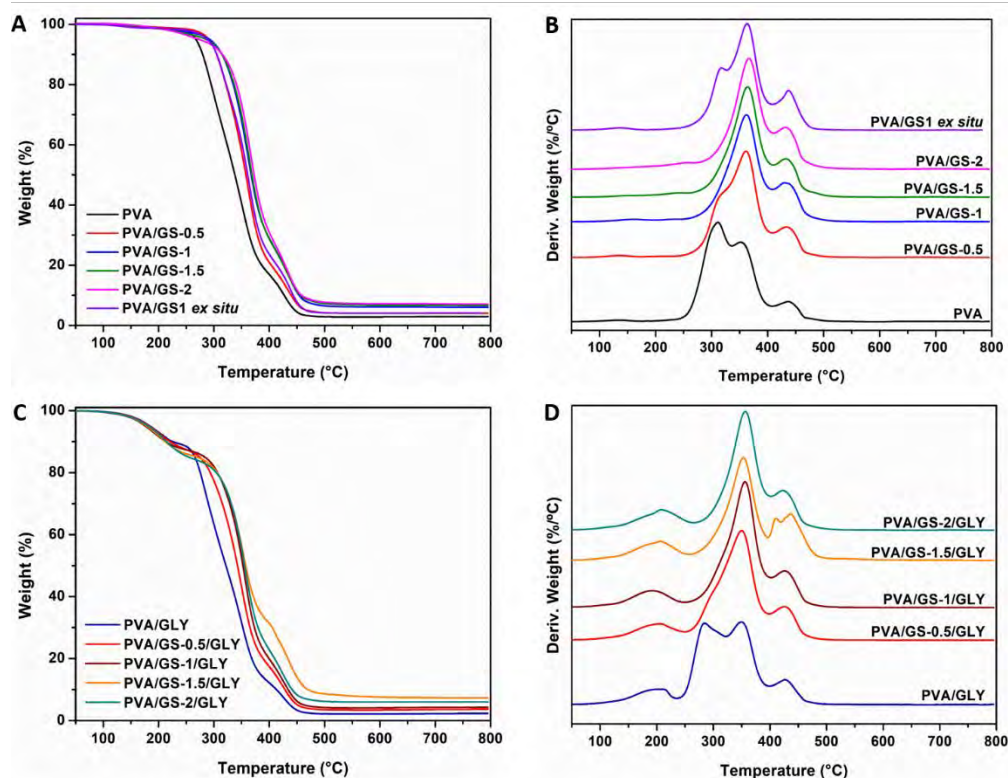 A
Weight (%)
100
80
60
40
20
0
PVA
PVA/GS-0.5
PVA/GS-1
PVA/GS-1.5
PVA/GS-2
PVA/GS1 ex situ
100 200 300 400 500 600 700 800
Temperature (°C)
B
Deriv. Weight (%/ºC)
PVA/GS1 ex situ
PVA/GS-2
PVA/GS-1.5
PVA/GS-1
PVA/GS-0.5
PVA
100 200 300 400 500 600 700 800
Temperature (°C)
C
Weight (%)
100
80
60
40
20
0
PVA/GLY
PVA/GS-0.5/GLY
PVA/GS-1/GLY
PVA/GS-1.5/GLY
PVA/GS-2/GLY
100 200 300 400 500 600 700 800
Temperature (°C)
D
Deriv. Weight (%/ºC)
PVA/GS-2/GLY
PVA/GS-1.5/GLY
PVA/GS-1/GLY
PVA/GS-0.5/GLY
PVA/GLY
100 200 300 400 500 600 700 800
Temperature (°C)